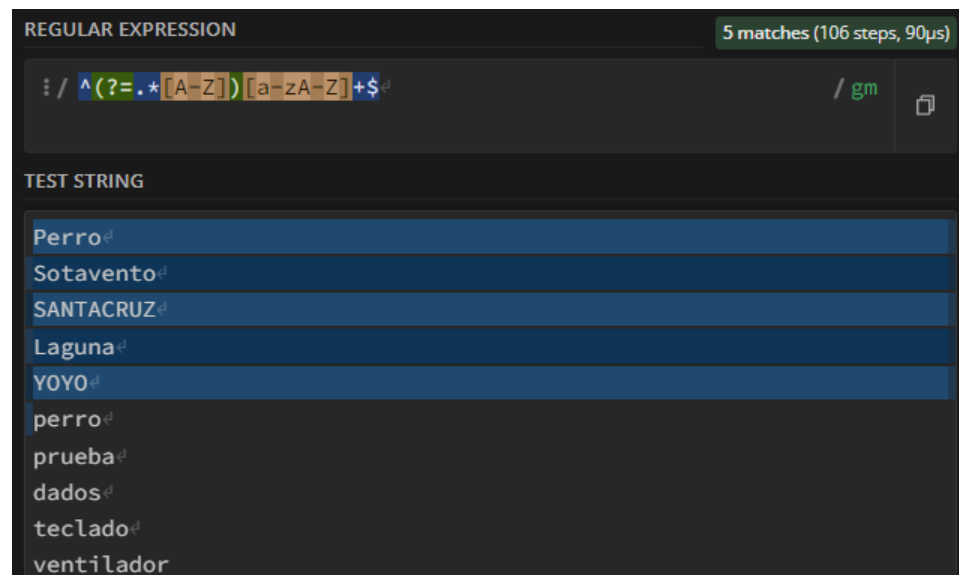 REGULAR EXPRESSION
5 matches (106 steps, 90µs)
/ ^(?=.*[A-Z])[a-zA-Z]+$↵
/ gm
TEST STRING
Perro↵
Sotavento↵
SANTACRUZ↵
Laguna↵
YOYO↵
perro↵
prueba↵
dados↵
teclado↵
ventilador